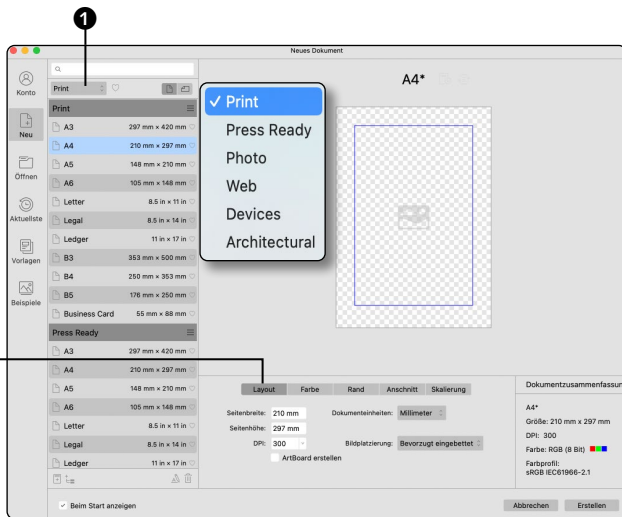 1
Neues Dokument
Konto
Neu
Öffnen
Aktuellste
Vorlagen
Beispiele
Print
Print
A3 297 mm × 420 mm
A4 210 mm × 297 mm
A5 148 mm × 210 mm
A6 105 mm × 148 mm
Letter 8.5 in × 11 in
Legal 8.5 in × 14 in
Ledger 11 in × 17 in
B3 353 mm × 500 mm
B4 250 mm × 353 mm
B5 176 mm × 250 mm
Business Card 55 mm × 88 mm
Press Ready
A3 297 mm × 420 mm
A4 210 mm × 297 mm
A5 148 mm × 210 mm
A6 105 mm × 148 mm
Letter 8.5 in × 11 in
Legal 8.5 in × 14 in
Ledger 11 in × 17 in
✓ Print
Press Ready
Photo
Web
Devices
Architectural
A4*
Layout Farbe Rand Anschnitt Skalierung
Seitenbreite: 210 mm Dokumenteinheiten: Millimeter
Seitenhöhe: 297 mm
DPI: 300 Bildplatzierung: Bevorzugt eingebettet
ArtBoard erstellen
Dokumentzusammenfassun
A4*
Größe: 210 mm x 297 mm
DPI: 300
Farbe: RGB (8 Bit)
Farbprofil:
sRGB IEC61966-2.1
Beim Start anzeigen
Abbrechen Erstellen